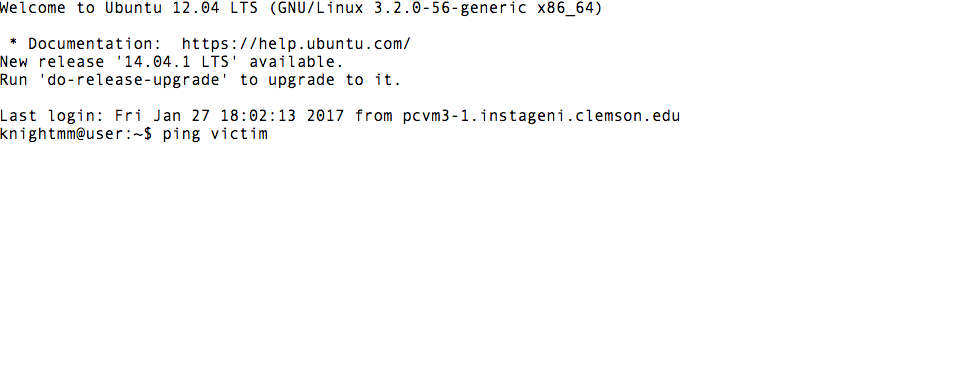 Welcome to Ubuntu 12.04 LTS (GNU/Linux 3.2.0-56-generic x86_64)
* Documentation:  https://help.ubuntu.com/
New release '14.04.1 LTS' available.
Run 'do-release-upgrade' to upgrade to it.
Last login: Fri Jan 27 18:02:13 2017 from pcvm3-1.instageni.clemson.edu
knightmm@user:~$ ping victim